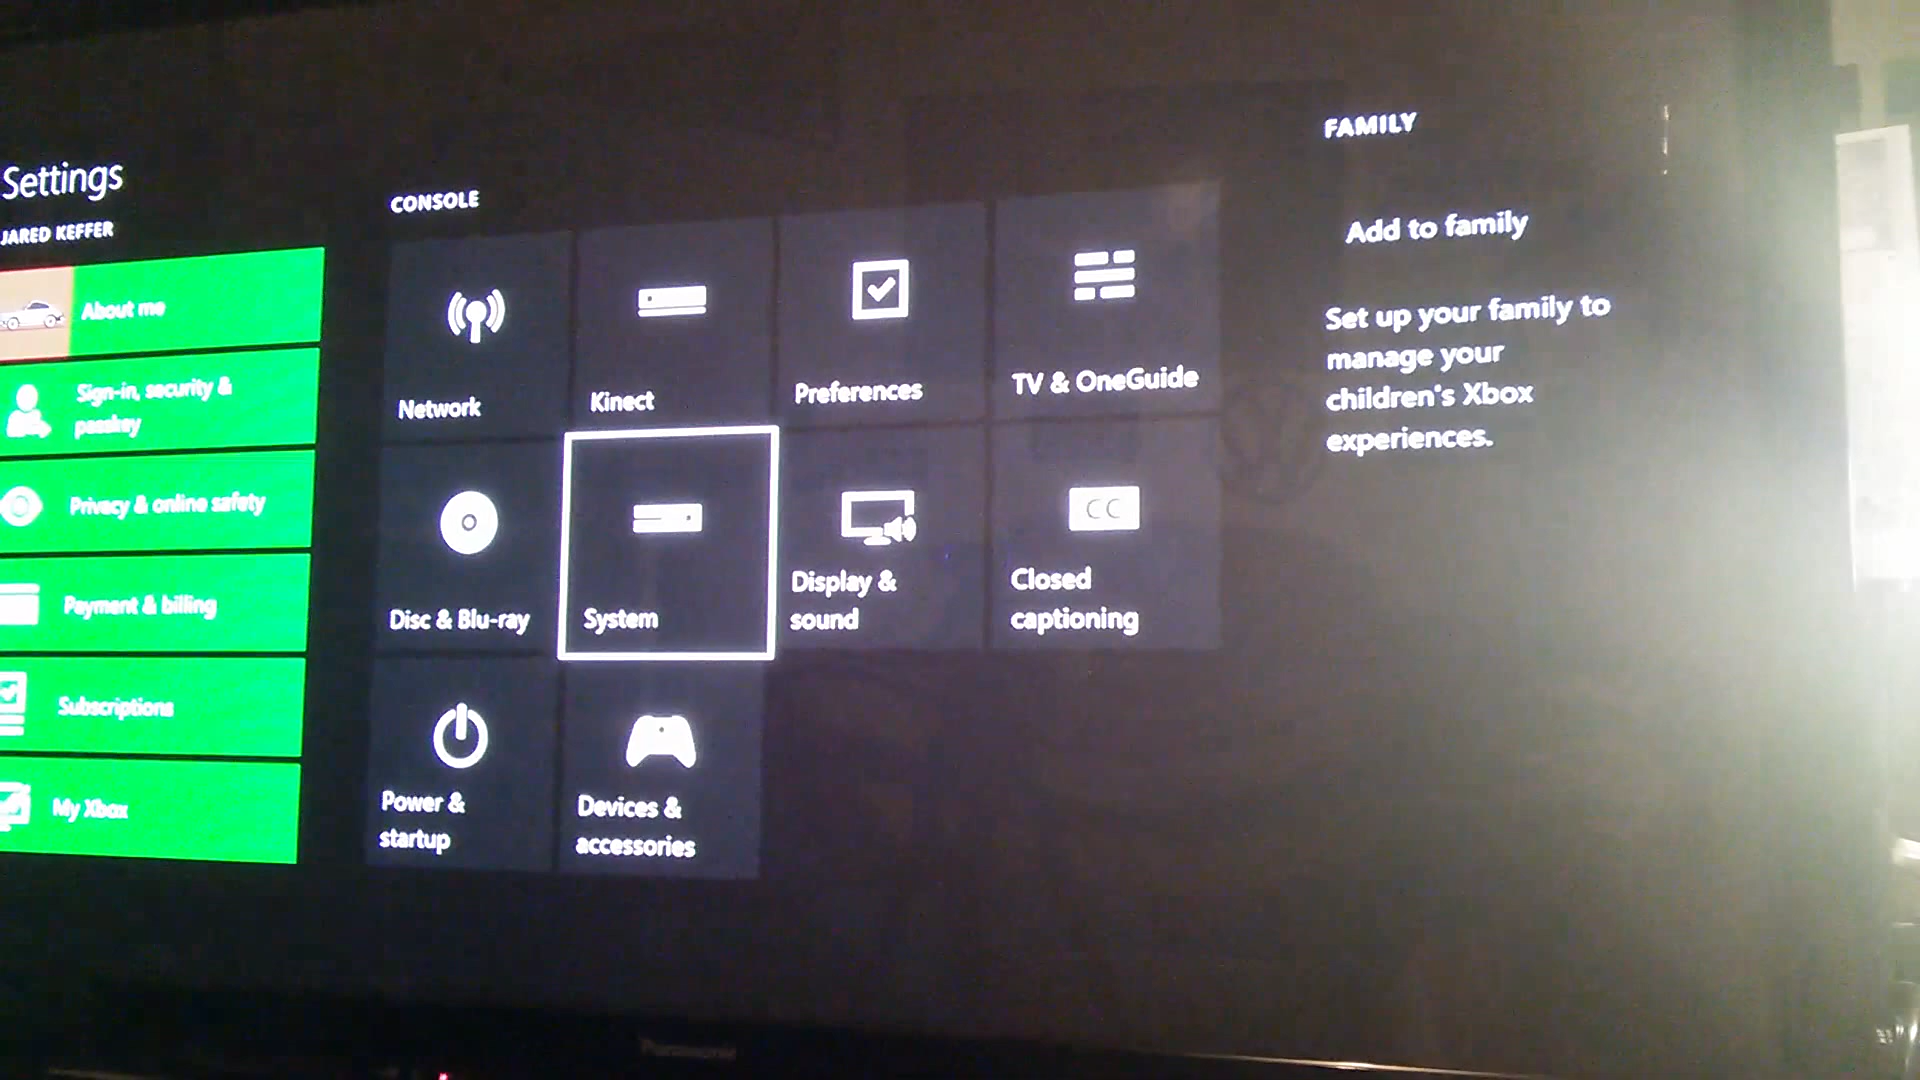 Settings
JARED KEFFER
About me
Sign-in, security &
passkey
Privacy & online safety
Payment & billing
Subscriptions
My Xbox
CONSOLE
Network
Kinect
Preferences
TV & OneGuide
Disc & Blu-ray
System
Display &
sound
CC
Closed
captioning
Power &
startup
Devices &
accessories
FAMILY
Add to family
Set up your family to
manage your
children's Xbox
experiences.
Panasonic